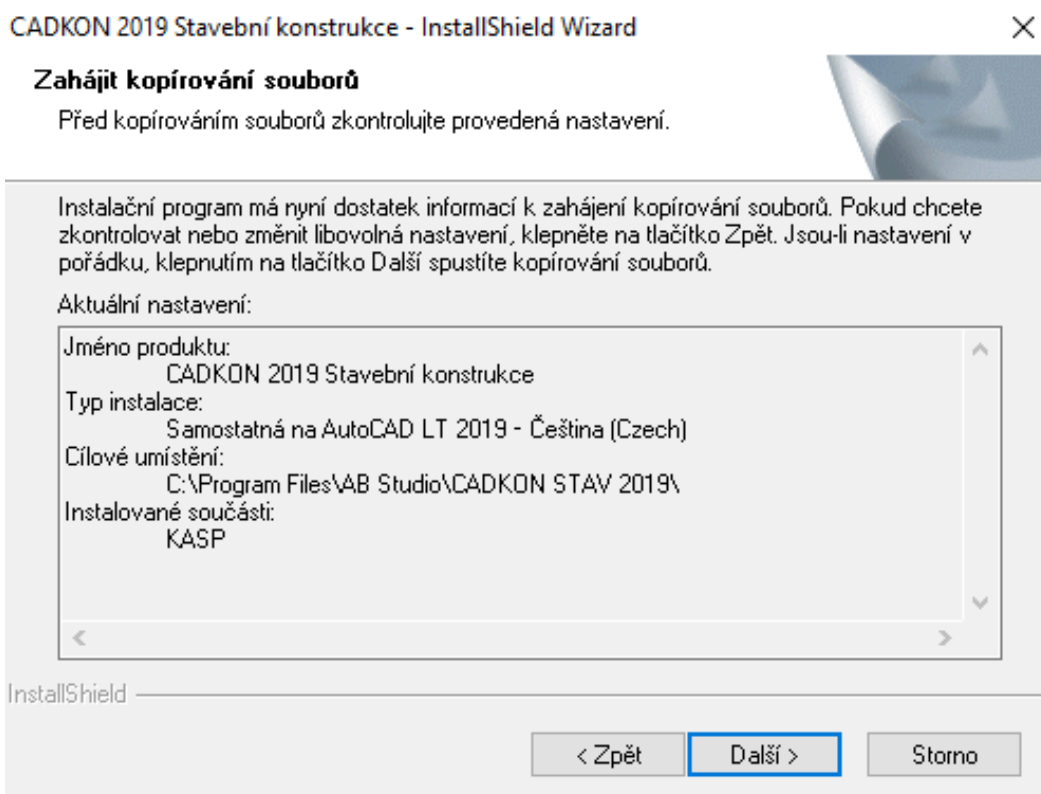 CADKON 2019 Stavební konstrukce - InstallShield Wizard
Zahájit kopírování souborů
Před kopírováním souborů zkontrolujte provedená nastavení.
Instalační program má nyní dostatek informací k zahájení kopírování souborů. Pokud chcete
zkontrolovat nebo změnit libovolná nastavení, klepněte na tlačítko Zpět. Jsou-li nastavení v
pořádku, klepnutím na tlačítko Další spustíte kopírování souborů.
Aktuální nastavení:
Jméno produktu:
CADKON 2019 Stavební konstrukce
Typ instalace:
Samostatná na AutoCAD LT 2019 - Čeština (Czech)
Cílové umístění:
C:\Program Files\AB Studio\CADKON STAV 2019\
Instalované součásti:
KASP
InstallShield
< Zpět
Další >
Storno